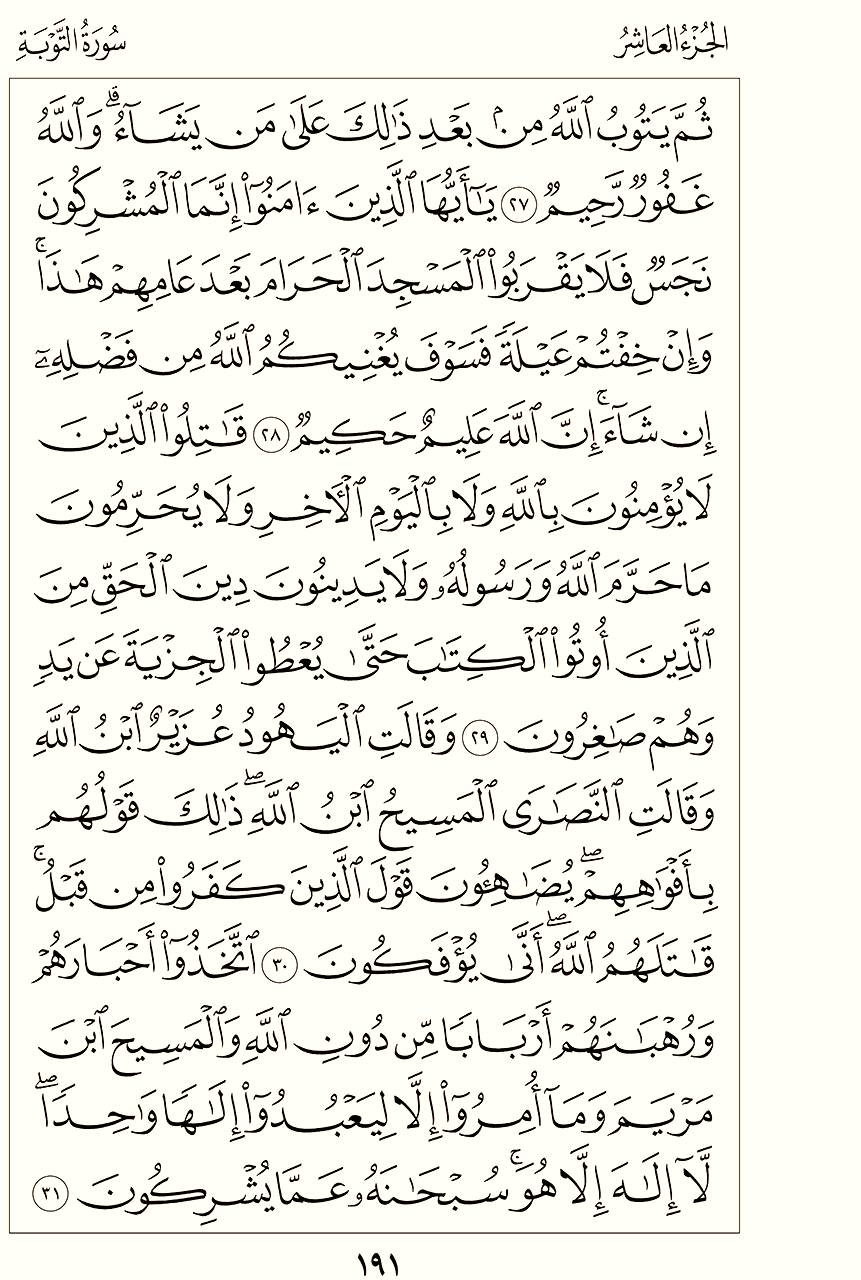 الجُزْءُ العَاشِرُ
سُورَةُ التَّوْبَةِ
ثُمَّ يَتُوبُ ٱللَّهُ مِنۢ بَعْدِ ذَٰلِكَ عَلَىٰ مَن يَشَآءُۗ وَٱللَّهُ
غَفُورٌ رَّحِيمٌ ٢٧ يَٰٓأَيُّهَا ٱلَّذِينَ ءَامَنُوٓا۟ إِنَّمَا ٱلْمُشْرِكُونَ
نَجَسٌ فَلَا يَقْرَبُوا۟ ٱلْمَسْجِدَ ٱلْحَرَامَ بَعْدَ عَامِهِمْ هَٰذَاۚ
وَإِنْ خِفْتُمْ عَيْلَةً فَسَوْفَ يُغْنِيكُمُ ٱللَّهُ مِن فَضْلِهِۦٓ
إِن شَآءَۚ إِنَّ ٱللَّهَ عَلِيمٌ حَكِيمٌ ٢٨ قَٰتِلُوا۟ ٱلَّذِينَ
لَا يُؤْمِنُونَ بِٱللَّهِ وَلَا بِٱلْيَوْمِ ٱلْءَاخِرِ وَلَا يُحَرِّمُونَ
مَا حَرَّمَ ٱللَّهُ وَرَسُولُهُۥ وَلَا يَدِينُونَ دِينَ ٱلْحَقِّ مِنَ
ٱلَّذِينَ أُوتُوا۟ ٱلْكِتَٰبَ حَتَّىٰ يُعْطُوا۟ ٱلْجِزْيَةَ عَن يَدٍ
وَهُمْ صَٰغِرُونَ ٢٩ وَقَالَتِ ٱلْيَهُودُ عُزَيْرٌ ٱبْنُ ٱللَّهِ
وَقَالَتِ ٱلنَّصَٰرَى ٱلْمَسِيحُ ٱبْنُ ٱللَّهِۖ ذَٰلِكَ قَوْلُهُم
بِأَفْوَٰهِهِمْۖ يُضَٰهِـُٔونَ قَوْلَ ٱلَّذِينَ كَفَرُوا۟ مِن قَبْلُۚ
قَٰتَلَهُمُ ٱللَّهُۖ أَنَّىٰ يُؤْفَكُونَ ٣٠ ٱتَّخَذُوٓا۟ أَحْبَارَهُمْ
وَرُهْبَٰنَهُمْ أَرْبَابًا مِّن دُونِ ٱللَّهِ وَٱلْمَسِيحَ ٱبْنَ
مَرْيَمَ وَمَآ أُمِرُوٓا۟ إِلَّا لِيَعْبُدُوٓا۟ إِلَٰهًا وَٰحِدًاۖ
لَّآ إِلَٰهَ إِلَّا هُوَۚ سُبْحَٰنَهُۥ عَمَّا يُشْرِكُونَ ٣١
١٩١